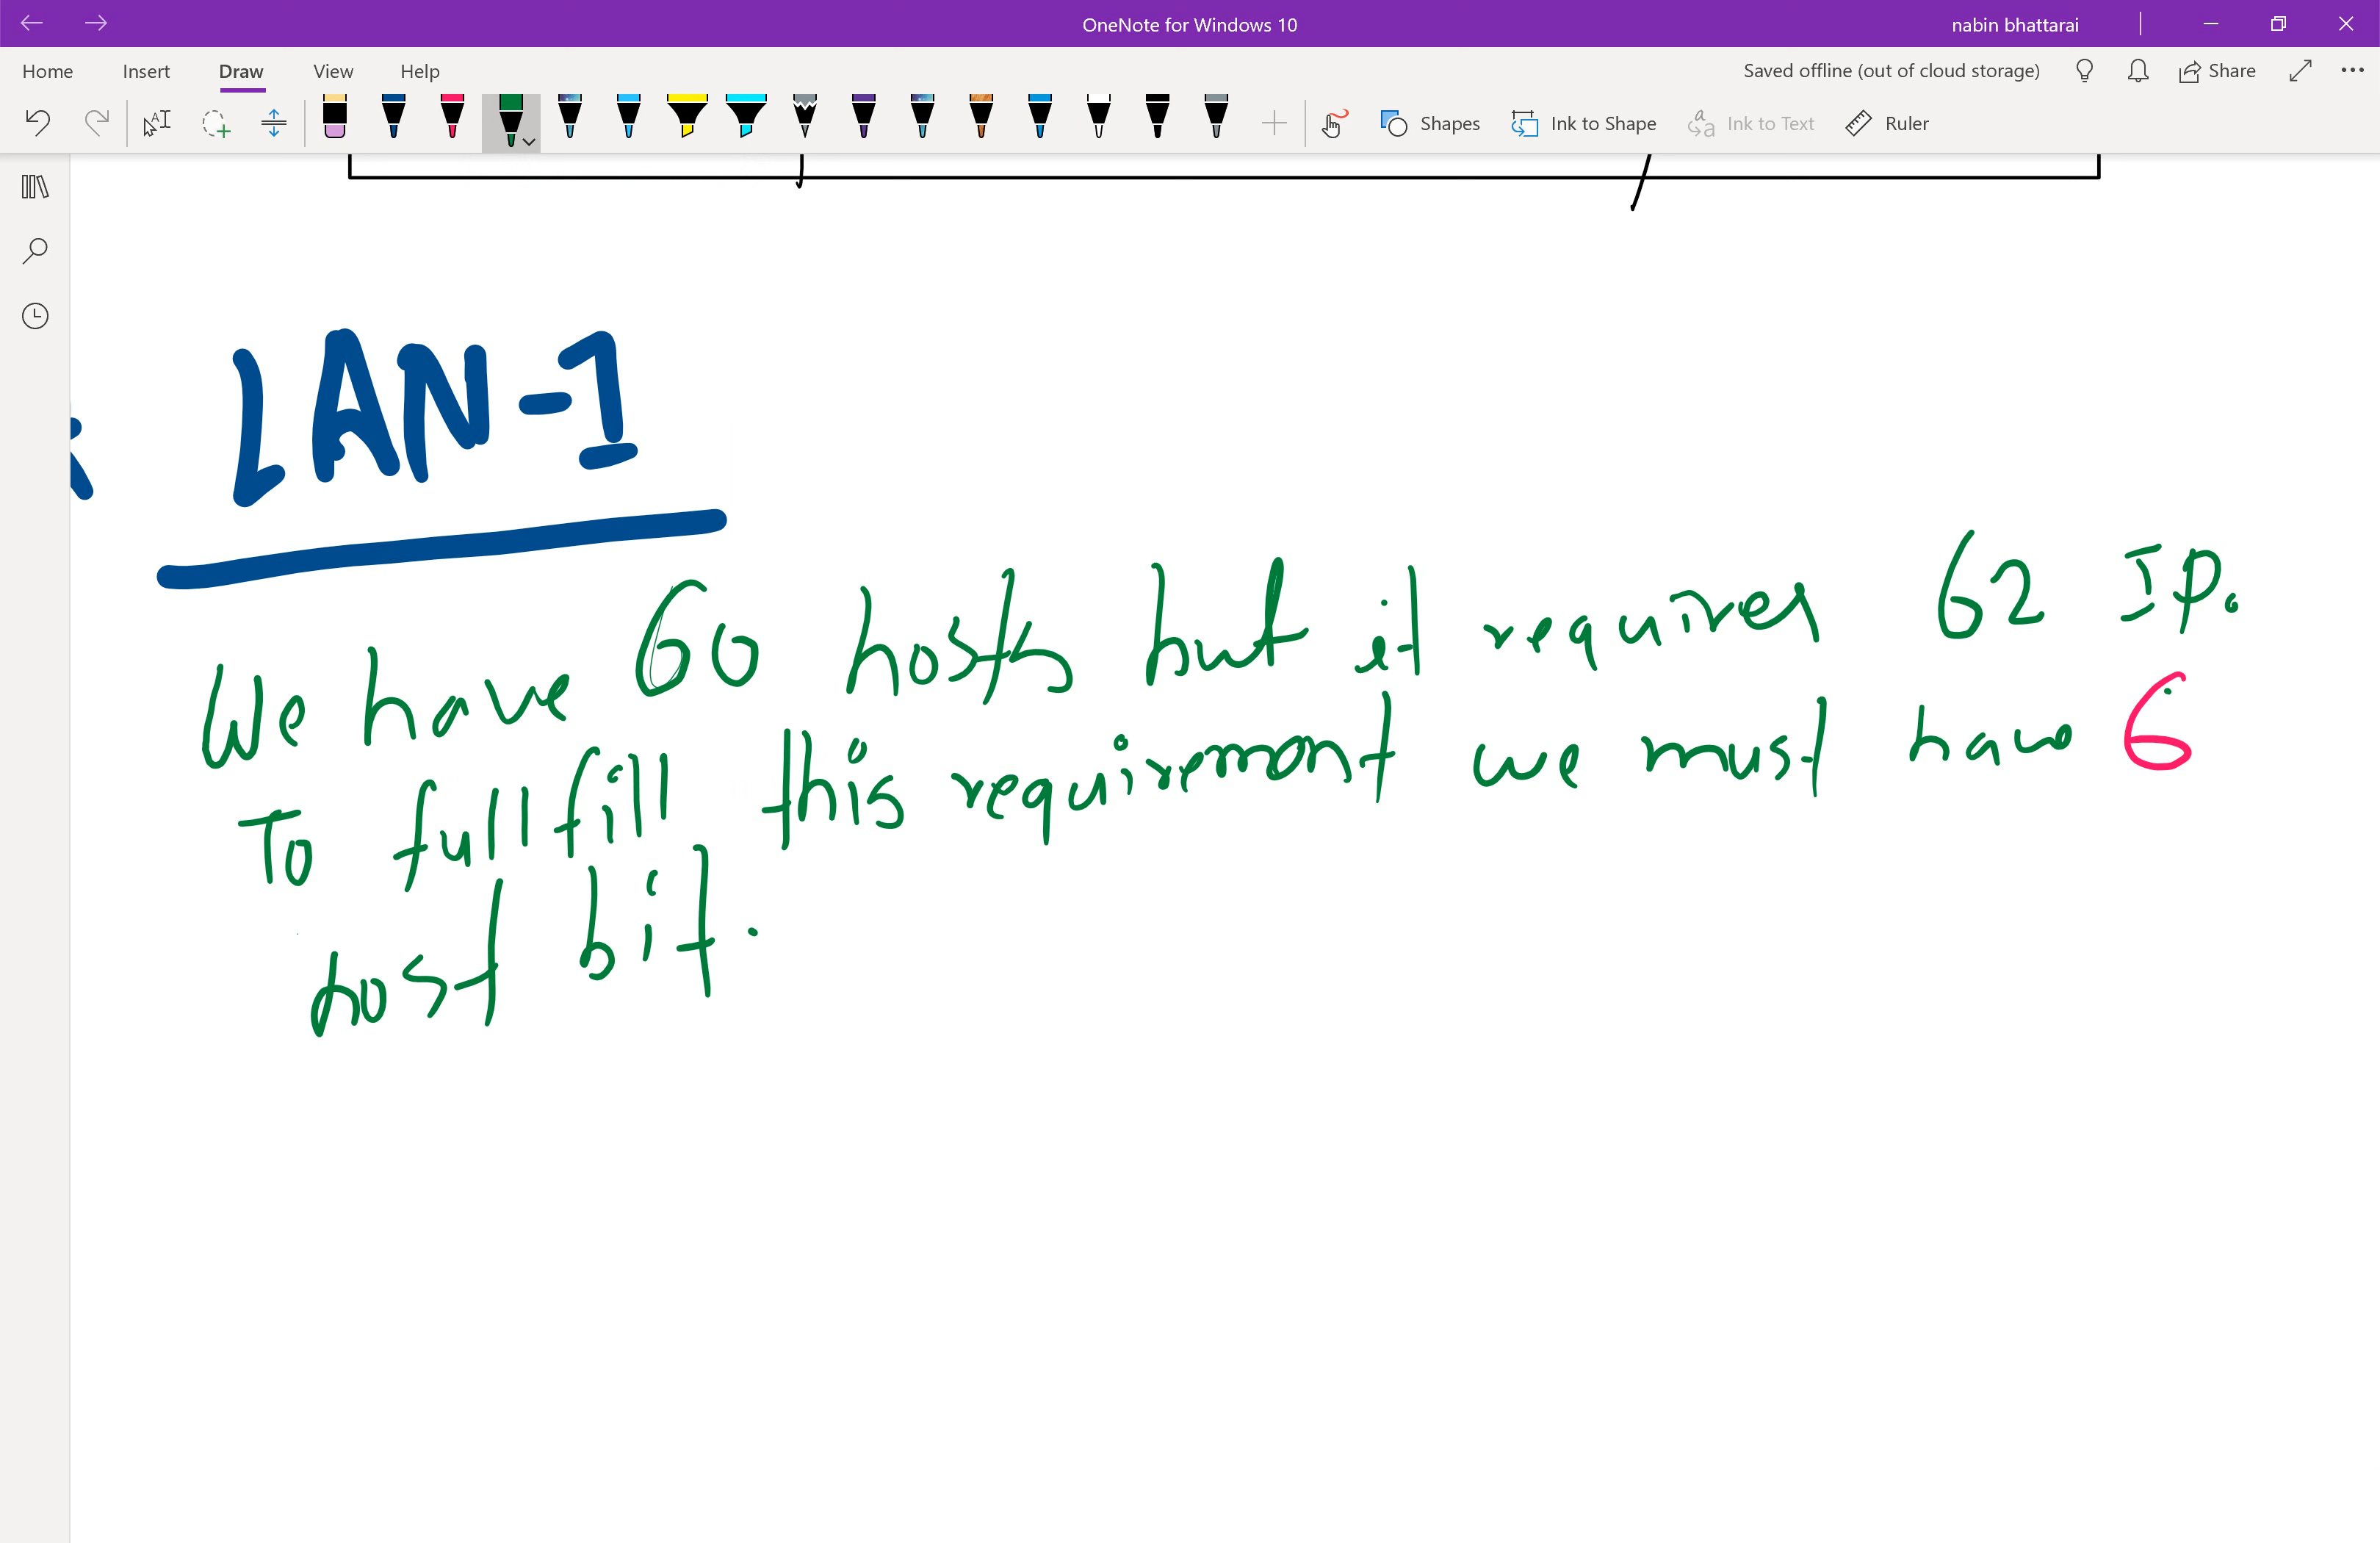 OneNote for Windows 10
nabin bhattarai
Home Insert Draw View Help
Saved offline (out of cloud storage)
Share
Shapes Ink to Shape Ink to Text Ruler
LAN-1
We have 60 hosts but it requires 62 IP.
To fullfill this requirement we must have 6
host bit.